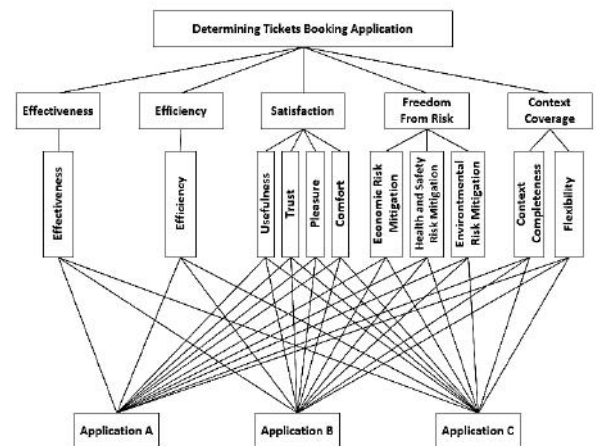 Determining Tickets Booking Application
Effectiveness
Efficiency
Satisfaction
Freedom
From Risk
Context
Coverage
Effectiveness
Efficiency
Usefulness
Trust
Pleasure
Comfort
Economic Risk
Mitigation
Health and Safety
Risk Mitigation
Environmental
Risk Mitigation
Context
Completeness
Flexibility
Application A
Application B
Application C